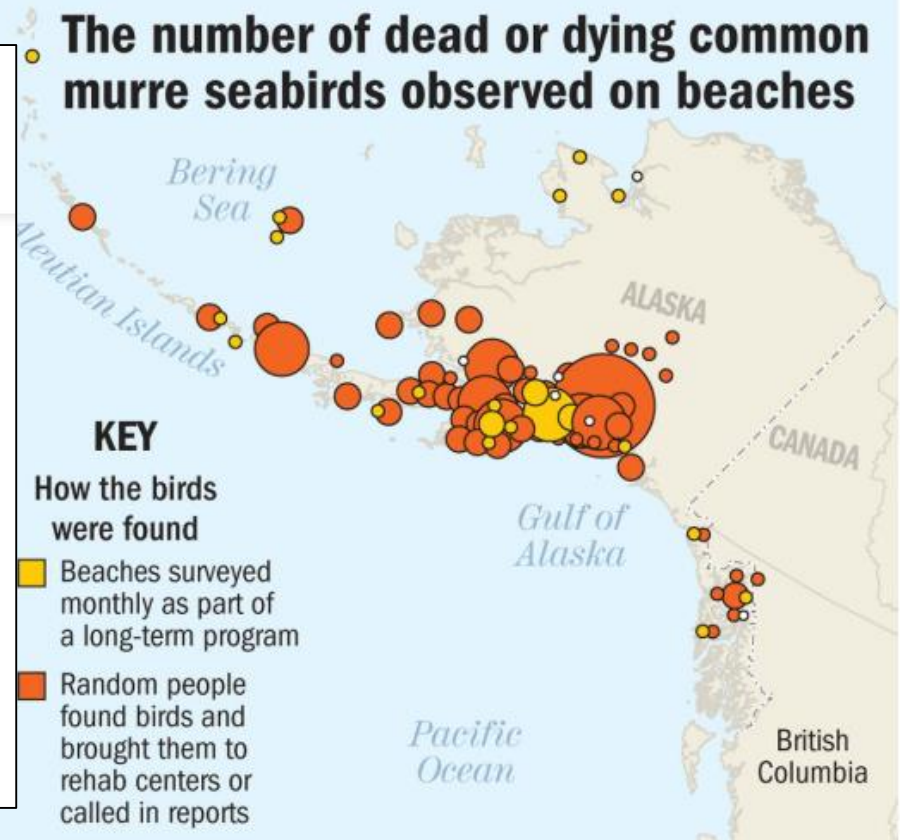 The number of dead or dying common
murre seabirds observed on beaches
Bering
Sea
Aleutian Islands
ALASKA
CANADA
KEY
How the birds
were found
Beaches surveyed
monthly as part of
a long-term program
Random people
found birds and
brought them to
rehab centers or
called in reports
Gulf of
Alaska
Pacific
Ocean
British
Columbia